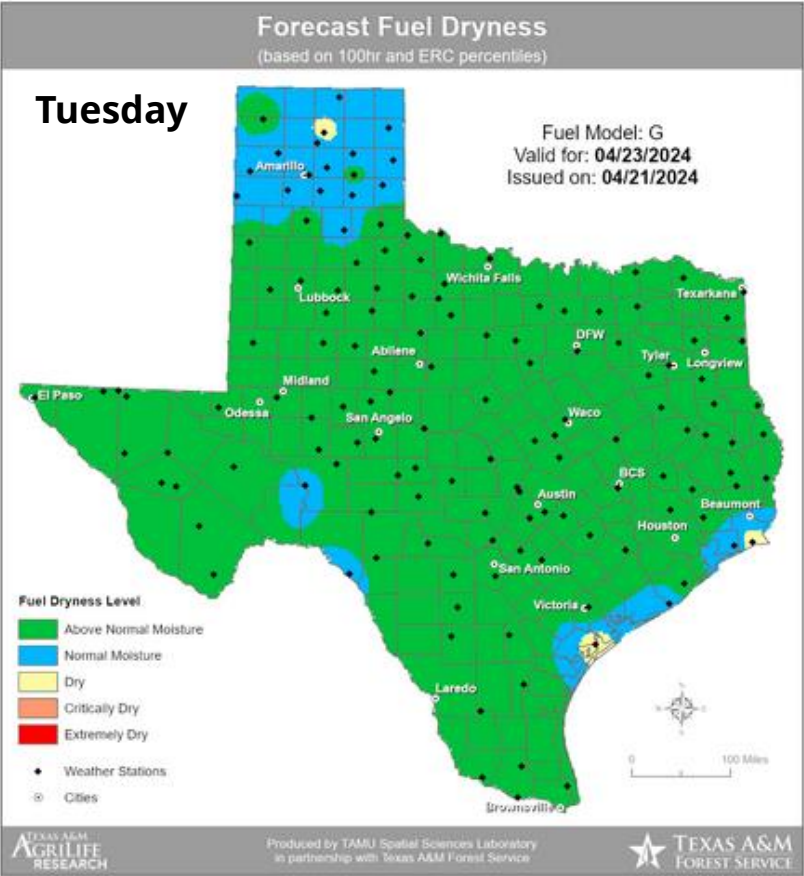 Forecast Fuel Dryness
(based on 100hr and ERC percentiles)
Tuesday
Fuel Model: G
Valid for: 04/23/2024
Issued on: 04/21/2024
Amarillo
Wichita Falls
Lubbock
Texarkana
DFW
Abilene
Tyler
Longview
Midland
El Paso
Odessa
San Angelo
Waco
BCS
Austin
Beaumont
Houston
San Antonio
Victoria
Laredo
Brownsville
Fuel Dryness Level
Above Normal Moisture
Normal Moisture
Dry
Critically Dry
Extremely Dry
Weather Stations
Cities
0 100 Miles
TEXAS A&M
AGRILIFE
RESEARCH
Produced by TAMU Spatial Sciences Laboratory
in partnership with Texas A&M Forest Service
TEXAS A&M
FOREST SERVICE